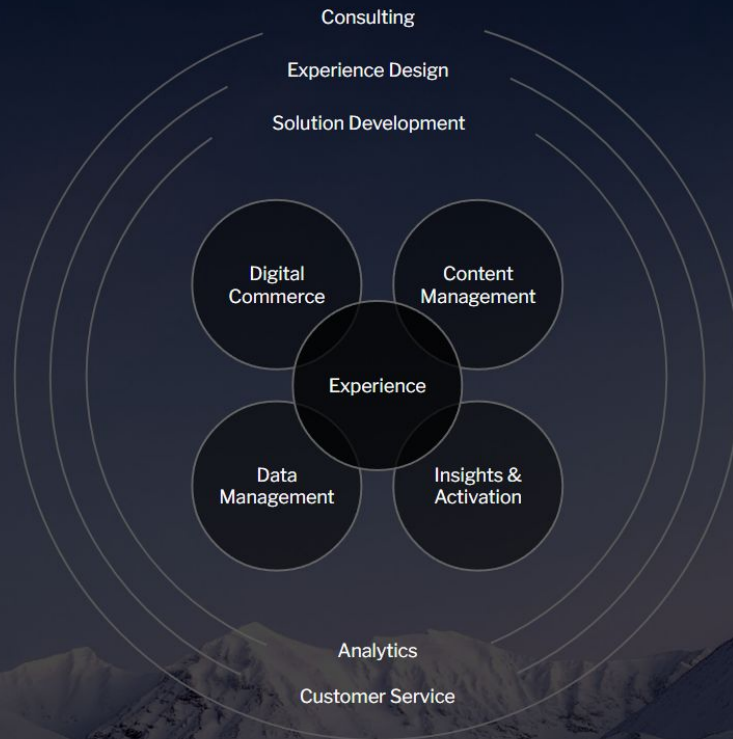 Consulting
Experience Design
Solution Development
Digital
Commerce
Content
Management
Experience
Data
Management
Insights &
Activation
Analytics
Customer Service